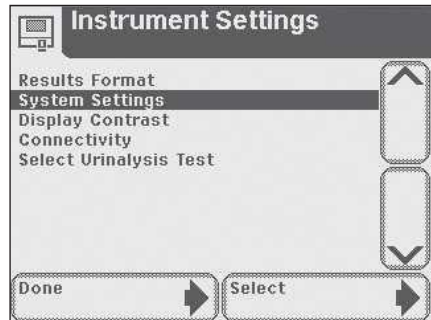 Instrument Settings
Results Format
System Settings
Display Contrast
Connectivity
Select Urinalysis Test
Done
Select